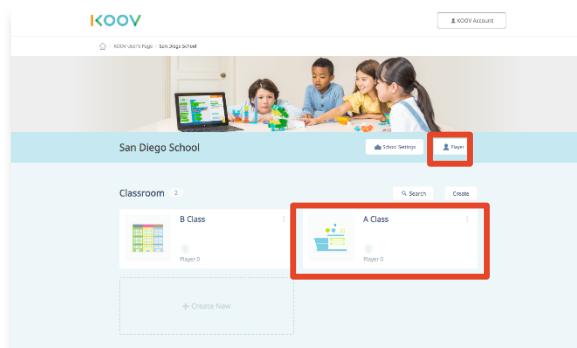 KOOV
KOOV Account
KOOV User's Page / San Diego School
San Diego School
School Settings
Player
Classroom 2
Search
Create
B Class
Player 0
A Class
Player 0
+ Create New